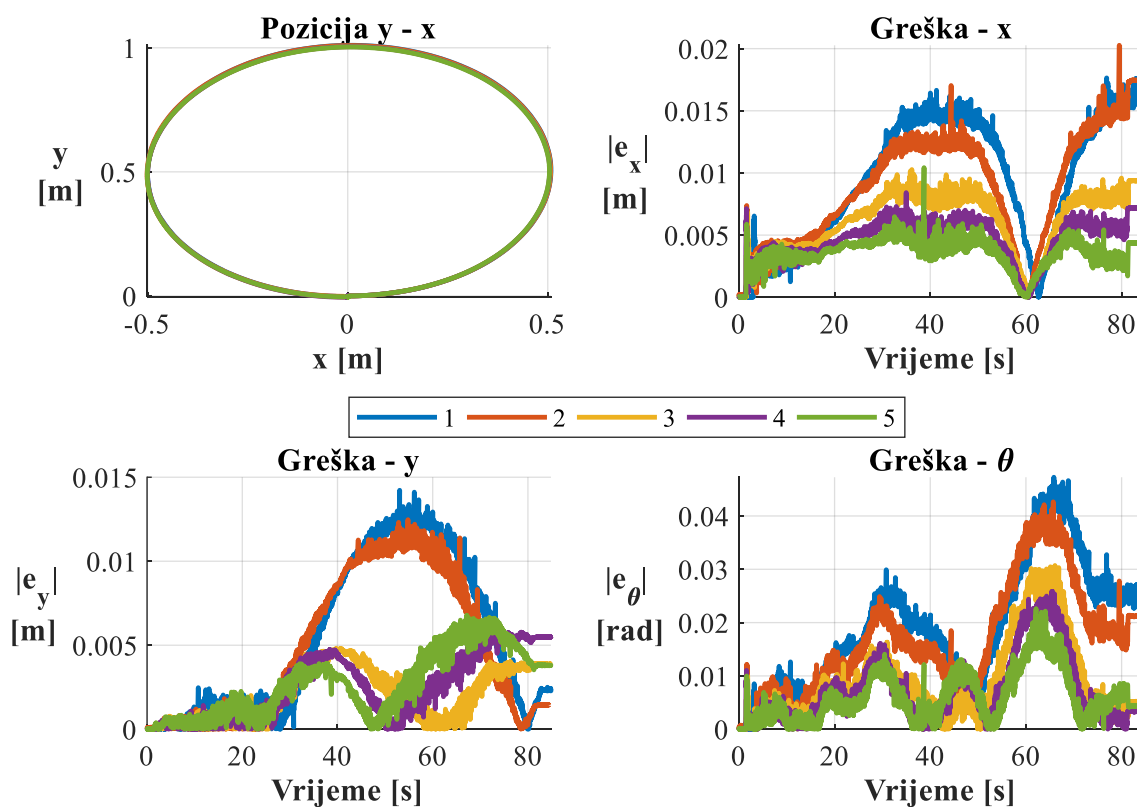 Pozicija y - x
1
0.5
0
y
[m]
-0.5 0 0.5
x [m]
Greška - x
0.02
0.015
0.01
0.005
0
|e_x|
[m]
0 20 40 60 80
Vrijeme [s]
1 2 3 4 5
Greška - y
0.015
0.01
0.005
0
|e_y|
[m]
0 20 40 60 80
Vrijeme [s]
Greška - θ
0.04
0.03
0.02
0.01
0
|e_θ|
[rad]
0 20 40 60 80
Vrijeme [s]